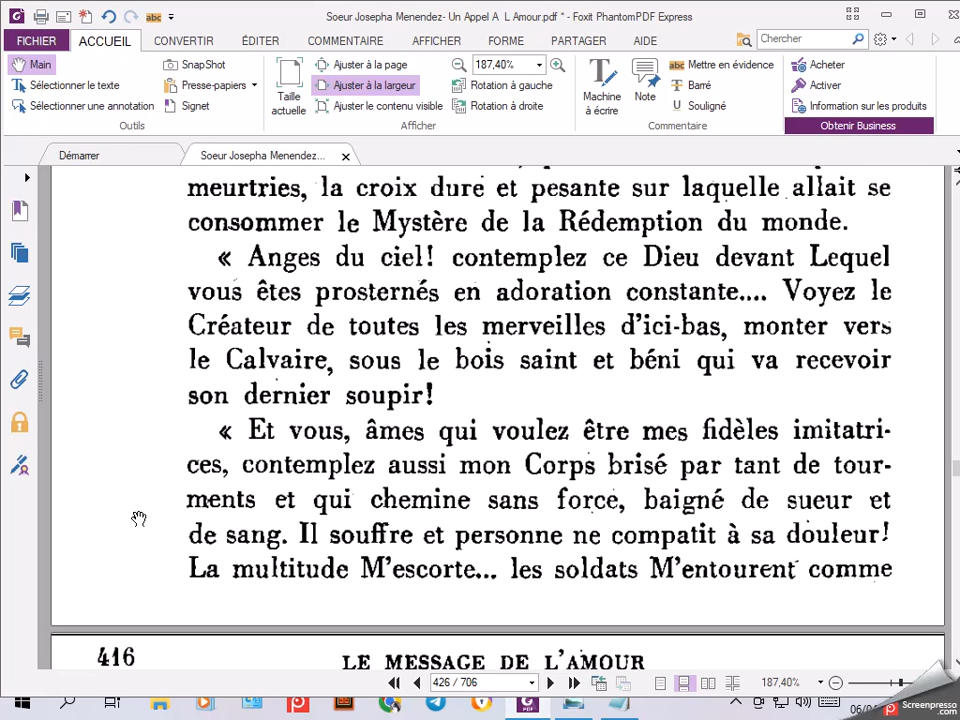 Soeur Josepha Menendez- Un Appel A L Amour.pdf * - Foxit PhantomPDF Express
FICHIER ACCUEIL CONVERTIR ÉDITER COMMENTAIRE AFFICHER FORME PARTAGER AIDE Chercher
Main SnapShot Ajuster à la page 187,40% abc Mettre en évidence Acheter
Sélectionner le texte Presse-papiers Ajuster à la largeur Rotation à gauche Barré Activer
Sélectionner une annotation Signet Taille actuelle Ajuster le contenu visible Rotation à droite Machine à écrire Note Souligné Information sur les produits
Outils Afficher Commentaire Obtenir Business
Démarrer Soeur Josepha Menendez...
meurtries, la croix dure et pesante sur laquelle allait se
consommer le Mystère de la Rédemption du monde.
« Anges du ciel! contemplez ce Dieu devant Lequel
vous êtes prosternés en adoration constante.... Voyez le
Créateur de toutes les merveilles d'ici-bas, monter vers
le Calvaire, sous le bois saint et béni qui va recevoir
son dernier soupir!
« Et vous, âmes qui voulez être mes fidèles imitatri-
ces, contemplez aussi mon Corps brisé par tant de tour-
ments et qui chemine sans force, baigné de sueur et
de sang. Il souffre et personne ne compatit à sa douleur!
La multitude M'escorte... les soldats M'entourent comme
416 LE MESSAGE DE L'AMOUR
426 / 706 187,40%
Screenpresso.com